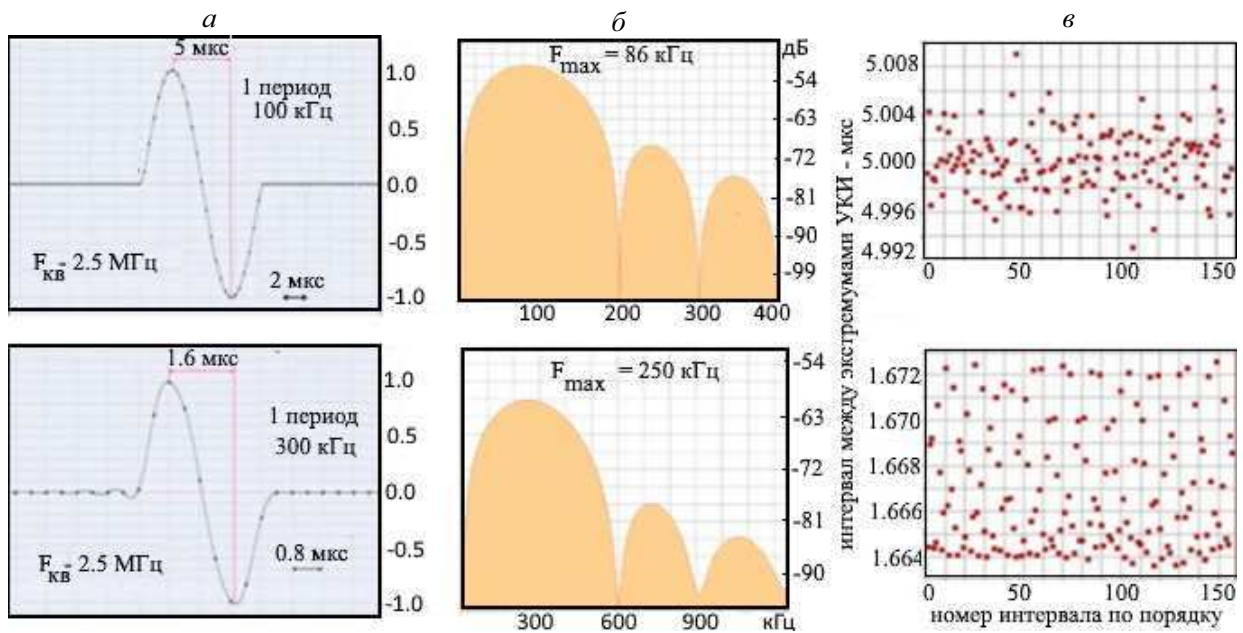 а
б
в
5 мкс
1 период
100 кГц
1.0
0.5
0.0
-0.5
-1.0
Fкв- 2.5 МГц
2 мкс
Fmax = 86 кГц
дБ
-54
-63
-72
-81
-90
-99
100 200 300 400
интервал между экстремумами УКИ - мкс
5.008
5.004
5.000
4.996
4.992
0 50 100 150
1.6 мкс
1 период
300 кГц
1.0
0.5
0.0
-0.5
-1.0
Fкв- 2.5 МГц
0.8 мкс
Fmax = 250 кГц
-54
-63
-72
-81
-90
300 600 900 кГц
1.672
1.670
1.668
1.666
1.664
0 50 100 150
номер интервала по порядку